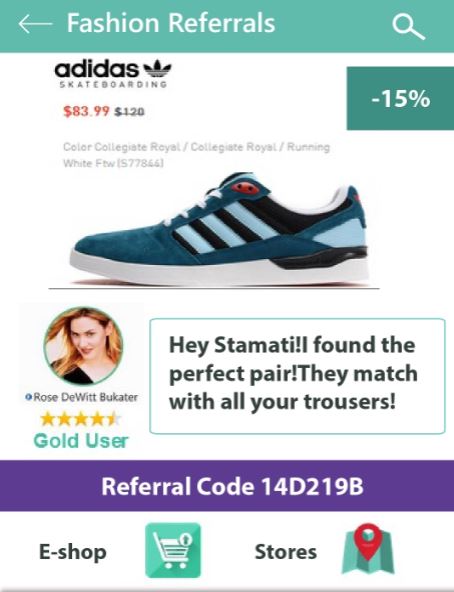 Fashion Referrals
adidas
SKATEBOARDING
-15%
$83.99 $120
Color Collegiate Royal / Collegiate Royal / Running
White Ftw (S77844)
Hey Stamati!I found the
perfect pair!They match
with all your trousers!
Rose DeWitt Bukater
Gold User
Referral Code 14D219B
E-shop
Stores